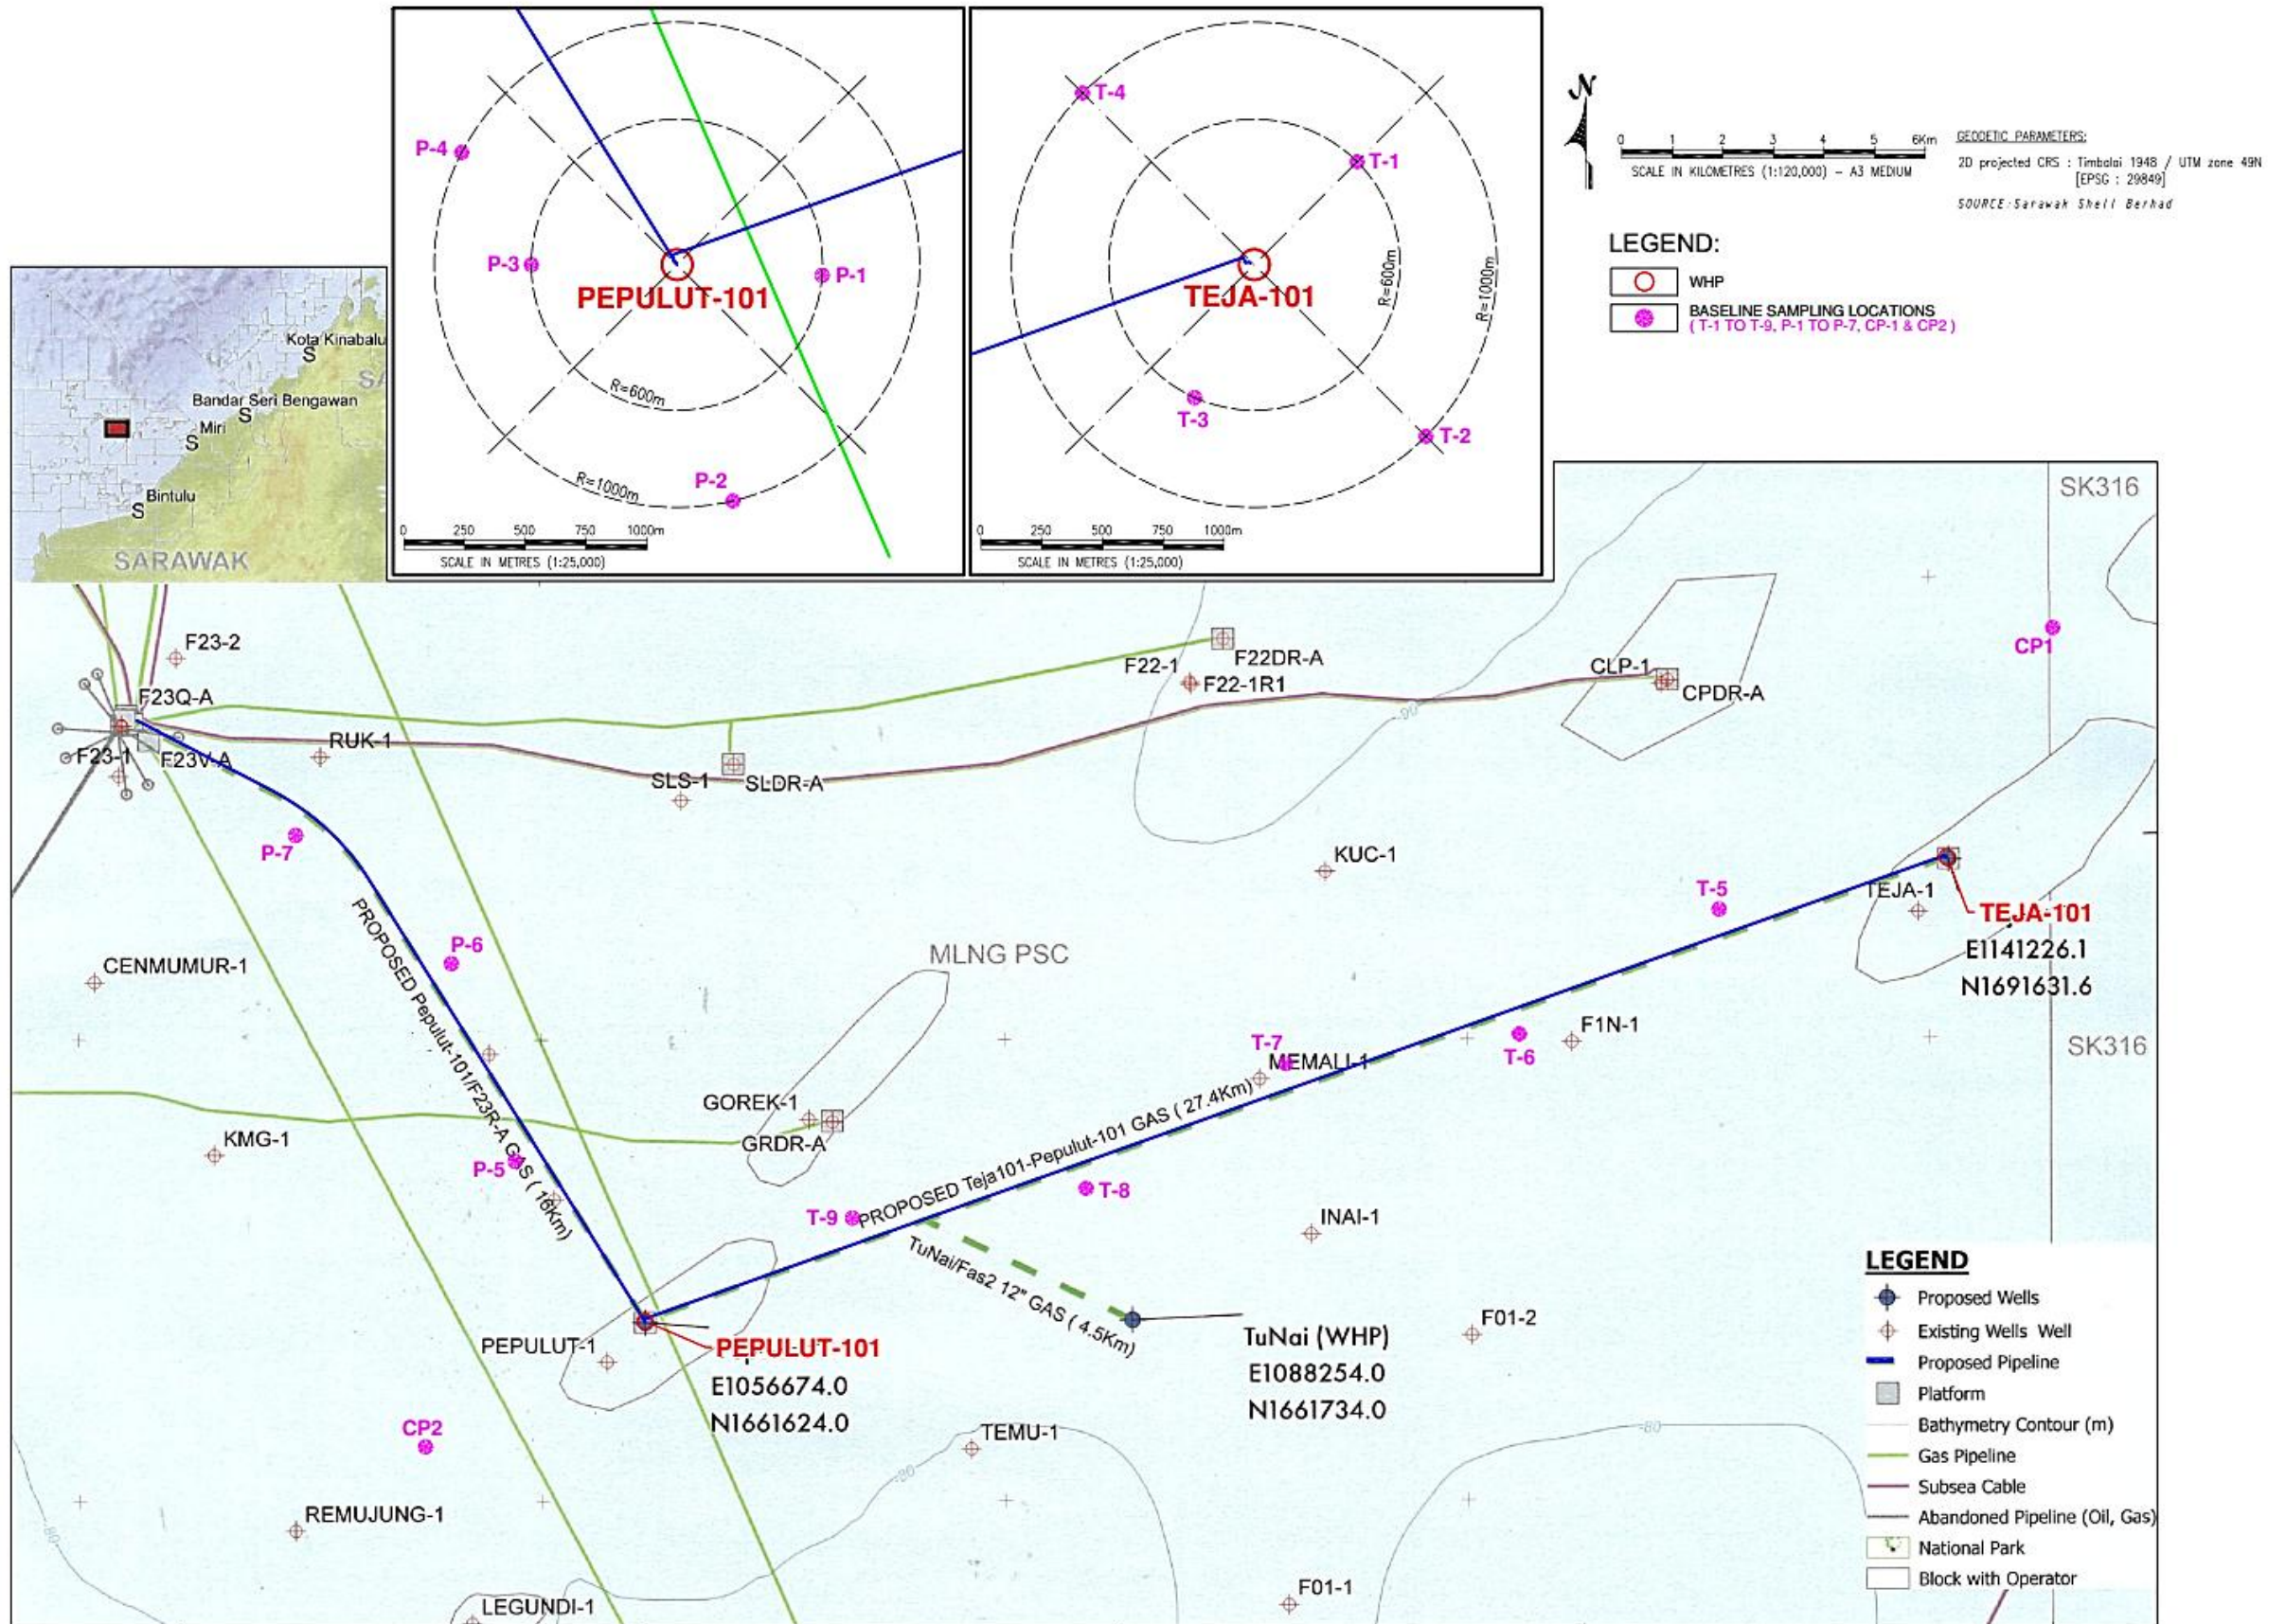 P-4
P-3
PEPULUT-101
P-1
R=600m
P-2
R=1000m
0 250 500 750 1000m
SCALE IN METRES (1:25,000)
T-4
T-1
TEJA-101
R=600m
R=1000m
T-3
T-2
0 250 500 750 1000m
SCALE IN METRES (1:25,000)
N
0 1 2 3 4 5 6Km
SCALE IN KILOMETRES (1:120,000) – A3 MEDIUM
GEODETIC PARAMETERS:
2D projected CRS : Timbalai 1948 / UTM zone 49N
[EPSG : 29849]
SOURCE:Sarawak Shell Berhad
LEGEND:
WHP
BASELINE SAMPLING LOCATIONS
( T-1 TO T-9, P-1 TO P-7, CP-1 & CP2 )
Kota Kinabalu
S
SA
Bandar Seri Bengawan
S
Miri
S
Bintulu
S
SARAWAK
SK316
F23-2
F23Q-A
F23-1
F23V-A
RUK-1
SLS-1
SLDR-A
F22-1
F22DR-A
F22-1R1
CLP-1
CPDR-A
CP1
-90
P-7
KUC-1
T-5
TEJA-1
TEJA-101
E1141226.1
N1691631.6
P-6
CENMUMUR-1
MLNG PSC
PROPOSED Pepulut-101/F23R-A GAS ( 16Km)
T-7
MEMALI-1
F1N-1
T-6
SK316
GOREK-1
GRDR-A
KMG-1
P-5
PROPOSED Teja101-Pepulut-101 GAS ( 27.4Km)
T-8
T-9
INAI-1
TuNai/Fas2 12" GAS ( 4.5Km)
PEPULUT-1
PEPULUT-101
E1056674.0
N1661624.0
TuNai (WHP)
E1088254.0
N1661734.0
F01-2
CP2
TEMU-1
-80
-80
-80
REMUJUNG-1
LEGUNDI-1
F01-1
LEGEND
Proposed Wells
Existing Wells Well
Proposed Pipeline
Platform
Bathymetry Contour (m)
Gas Pipeline
Subsea Cable
Abandoned Pipeline (Oil, Gas)
National Park
Block with Operator